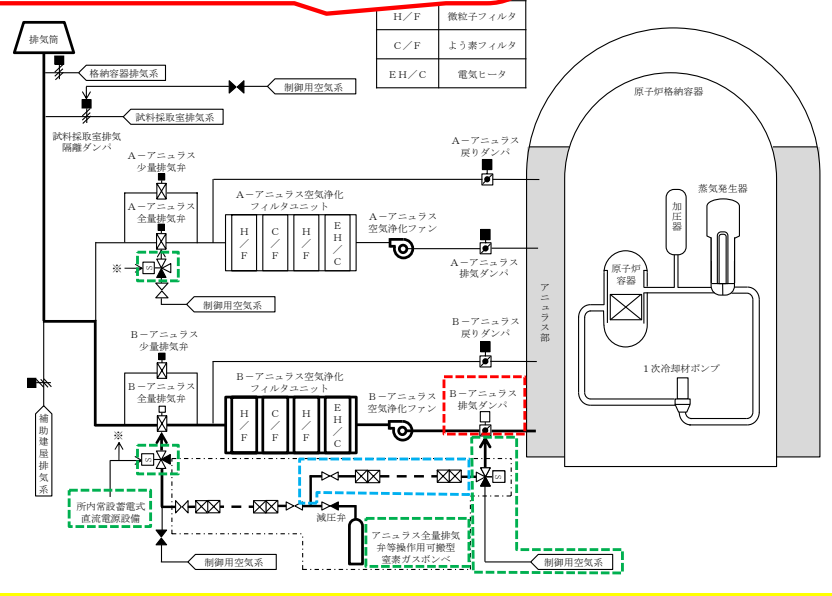 H／F 微粒子フィルタ
C／F よう素フィルタ
EH／C 電気ヒータ
排気筒
格納容器排気系
制御用空気系
試料採取室排気系
試料採取室排気
隔離ダンパ
原子炉格納容器
A－アニュラス
戻りダンパ
A－アニュラス
少量排気弁
A－アニュラス
全量排気弁
A－アニュラス空気浄化
フィルタユニット
H／F
C／F
H／F
EH／C
A－アニュラス
空気浄化ファン
A－アニュラス
排気ダンパ
蒸気発生器
加圧器
原子炉
容器
※
S
制御用空気系
アニュラス部
B－アニュラス
戻りダンパ
B－アニュラス
少量排気弁
B－アニュラス
全量排気弁
B－アニュラス空気浄化
フィルタユニット
H／F
C／F
H／F
EH／C
B－アニュラス
空気浄化ファン
B－アニュラス
排気ダンパ
1次冷却材ポンプ
補助建屋排気系
※
S
S
所内常設蓄電式
直流電源設備
減圧弁
アニュラス全量排気
弁等操作用可搬型
窒素ガスボンベ
制御用空気系
制御用空気系